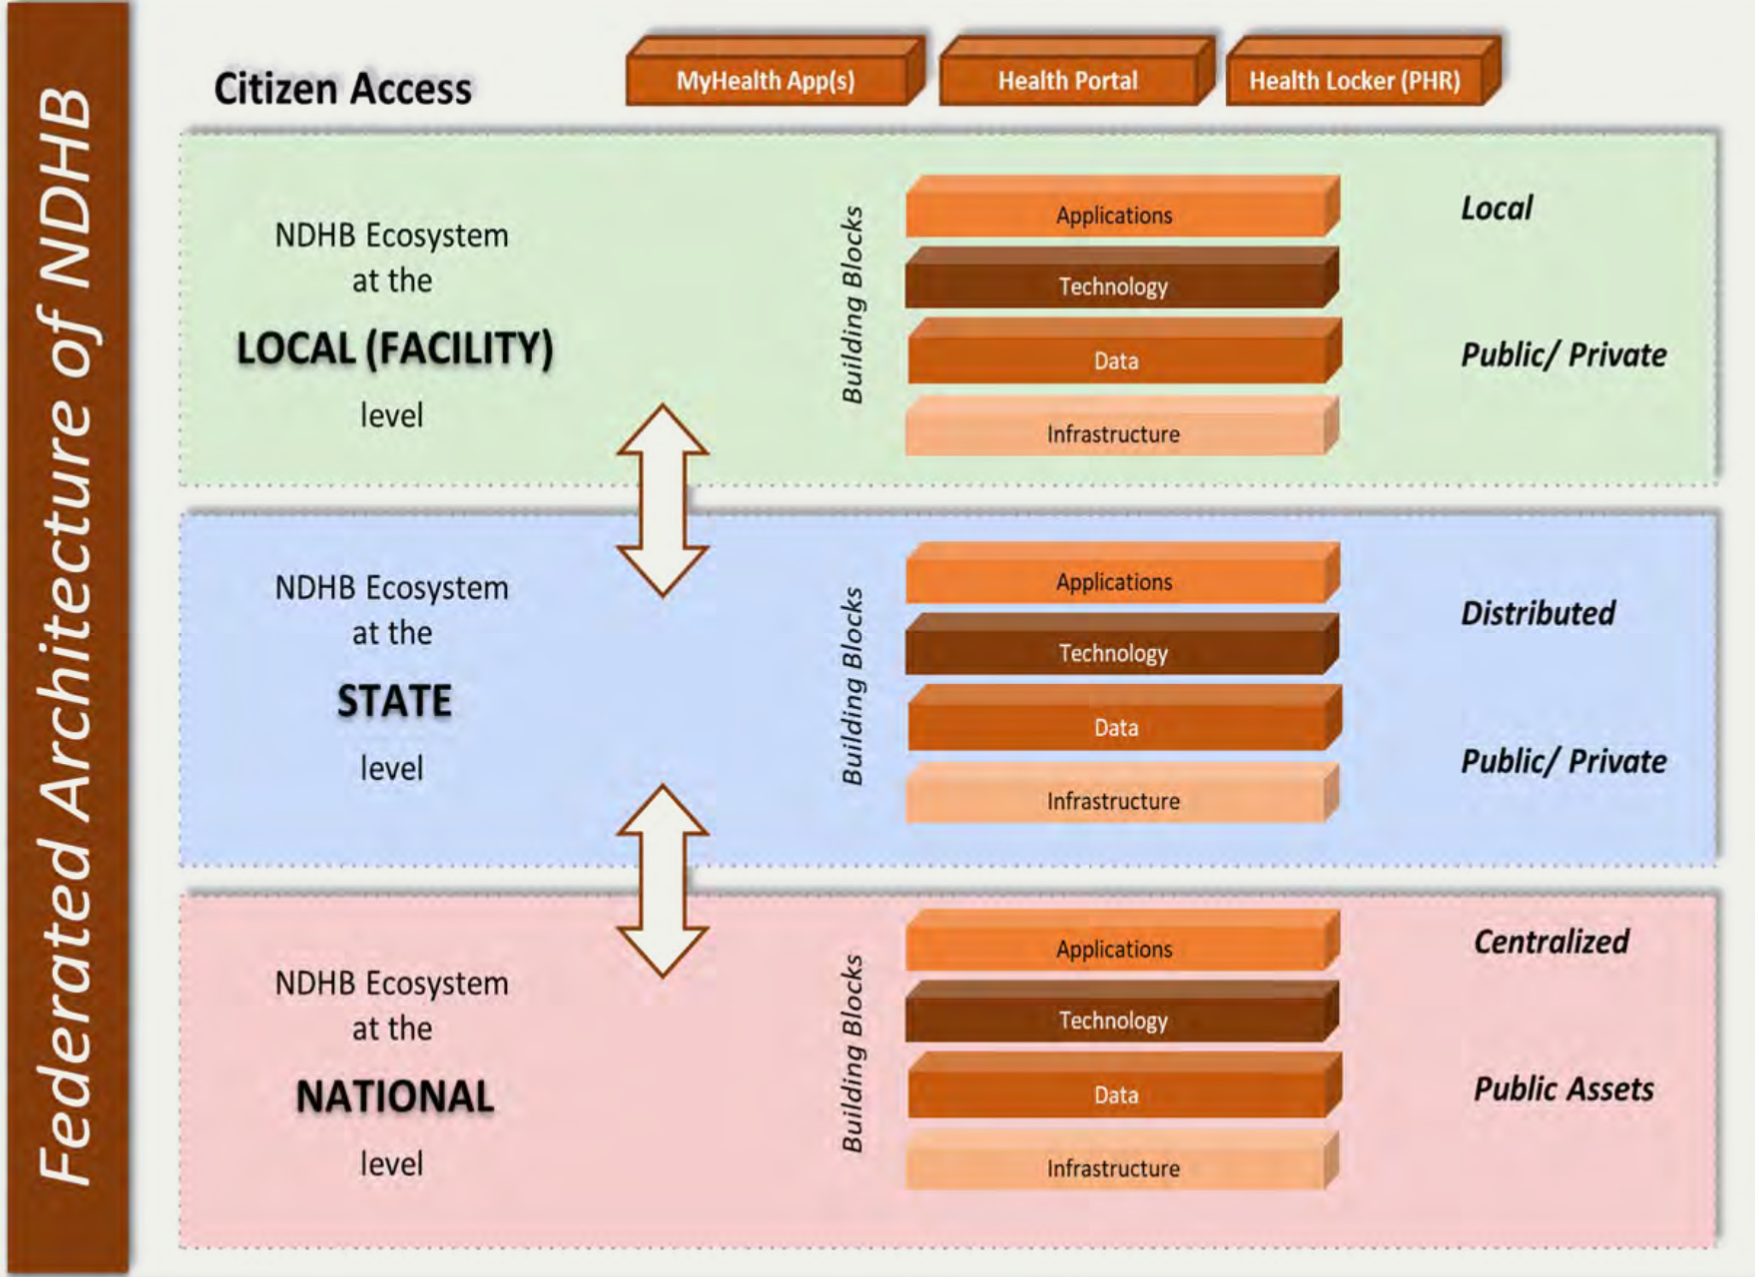 Federated Architecture of NDHB
Citizen Access
MyHealth App(s)
Health Portal
Health Locker (PHR)
NDHB Ecosystem
at the
LOCAL (FACILITY)
level
Building Blocks
Applications
Technology
Data
Infrastructure
Local
Public/ Private
NDHB Ecosystem
at the
STATE
level
Building Blocks
Applications
Technology
Data
Infrastructure
Distributed
Public/ Private
NDHB Ecosystem
at the
NATIONAL
level
Building Blocks
Applications
Technology
Data
Infrastructure
Centralized
Public Assets